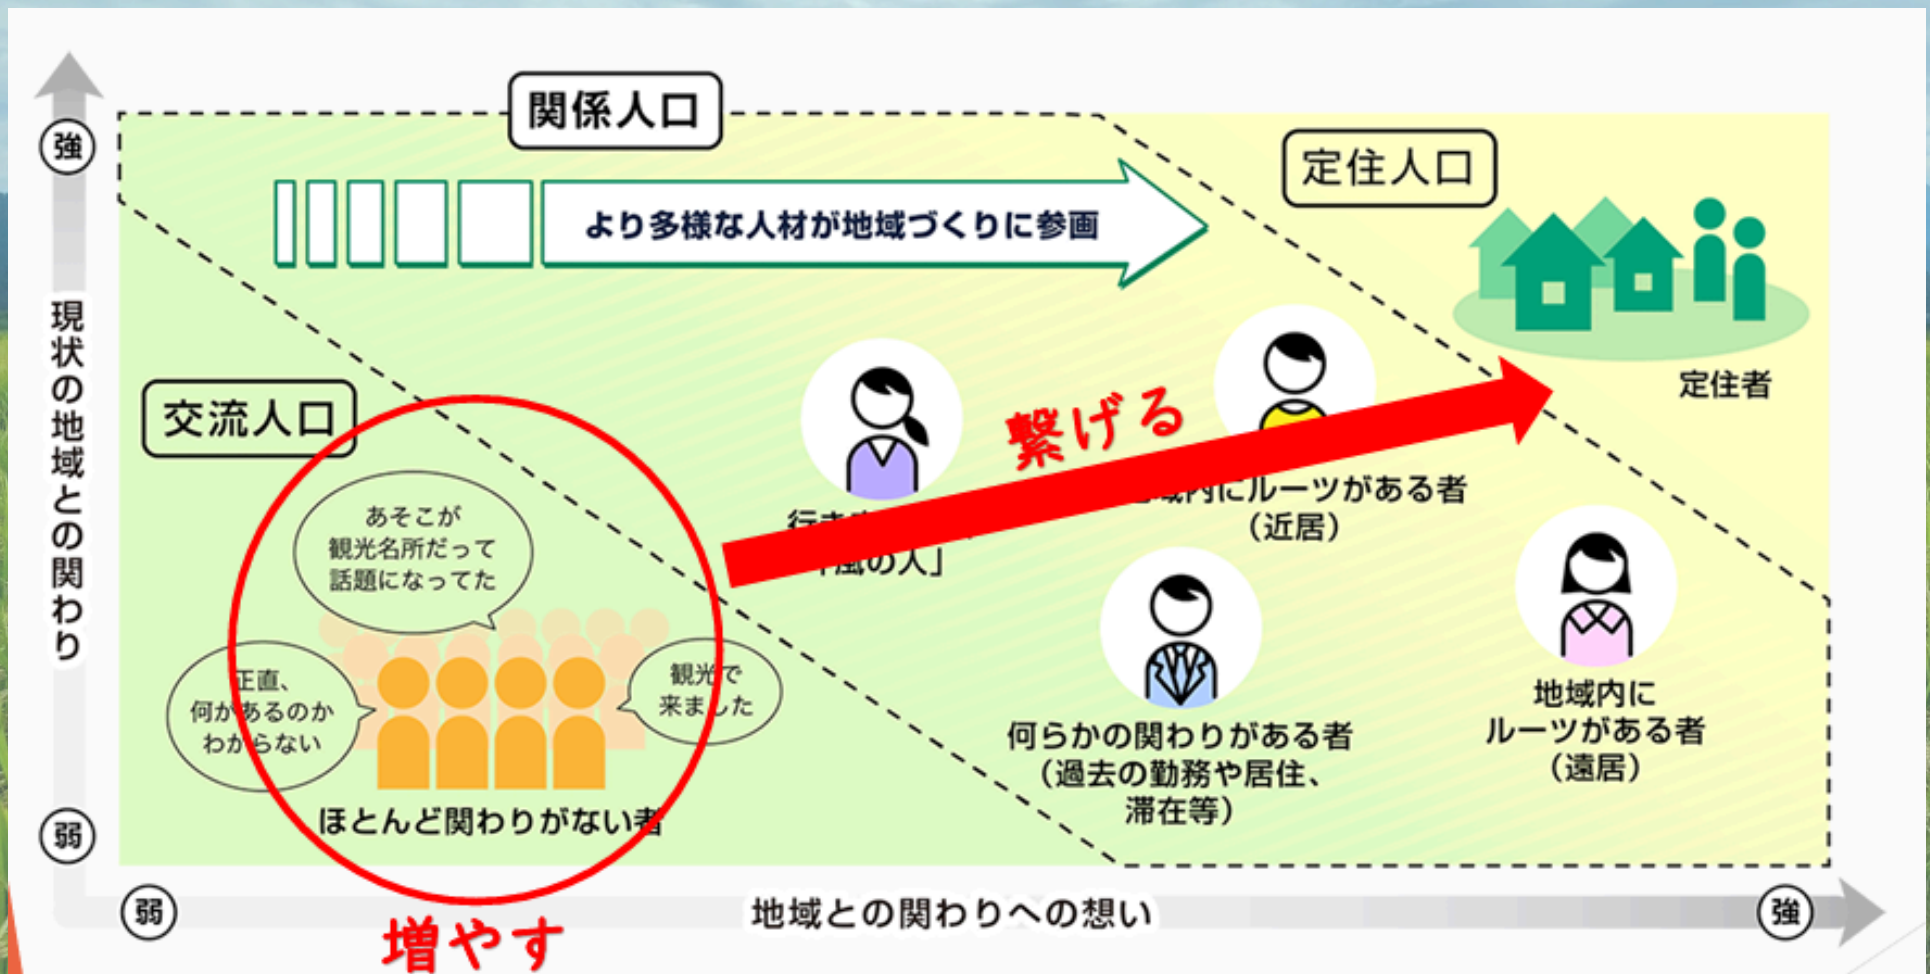 関係人口
強
定住人口
より多様な人材が地域づくりに参画
現状の地域との関わり
定住者
交流人口
繋げる
あそこが
観光名所だって
話題になってた
域内にルーツがある者
（近居）
風の人」
正直、
何があるのか
わからない
観光で
来ました
地域内に
ルーツがある者
（遠居）
何らかの関わりがある者
（過去の勤務や居住、
滞在等）
ほとんど関わりがない者
弱
弱
地域との関わりへの想い
強
増やす